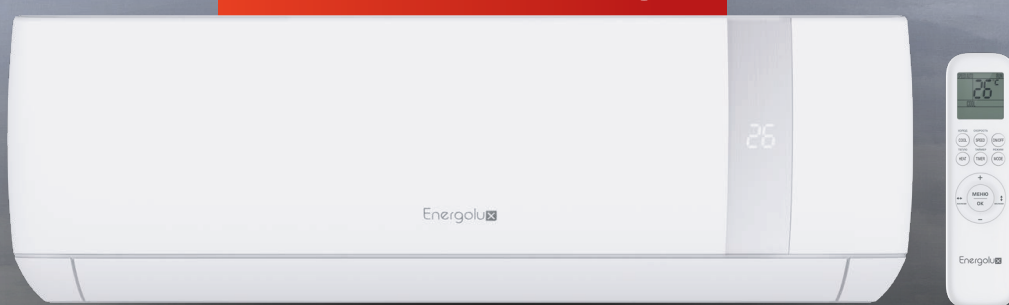 26
Energolux
26°C
COOL SPEED ON/OFF
HEAT TIMER MODE
+
МЕНЮ
OK
−
Energolux